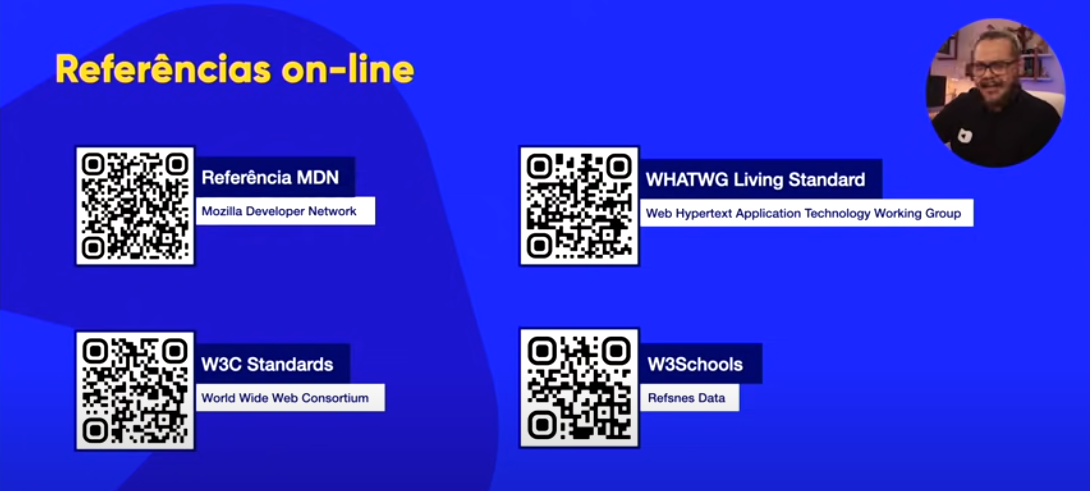 Referências on-line
Referência MDN
Mozilla Developer Network
WHATWG Living Standard
Web Hypertext Application Technology Working Group
W3C Standards
World Wide Web Consortium
W3Schools
Refsnes Data